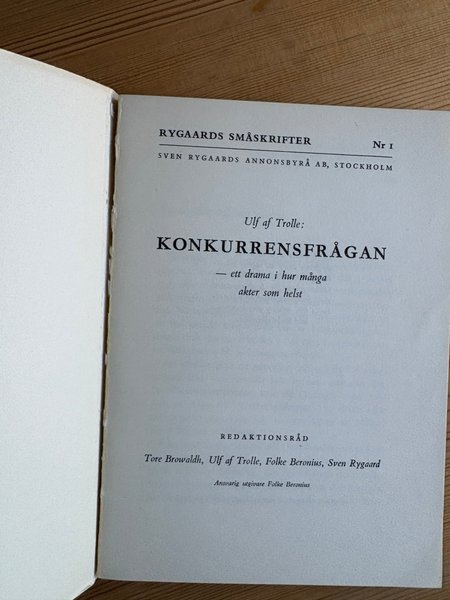 RYGAARDS SMÅSKRIFTER Nr 1
SVEN RYGAARDS ANNONSBYRÅ AB, STOCKHOLM
Ulf af Trolle:
KONKURRENSFRÅGAN
— ett drama i hur många
akter som helst
REDAKTIONSRÅD
Tore Browaldh, Ulf af Trolle, Folke Beronius, Sven Rygaard
Ansvarig utgivare Folke Beronius